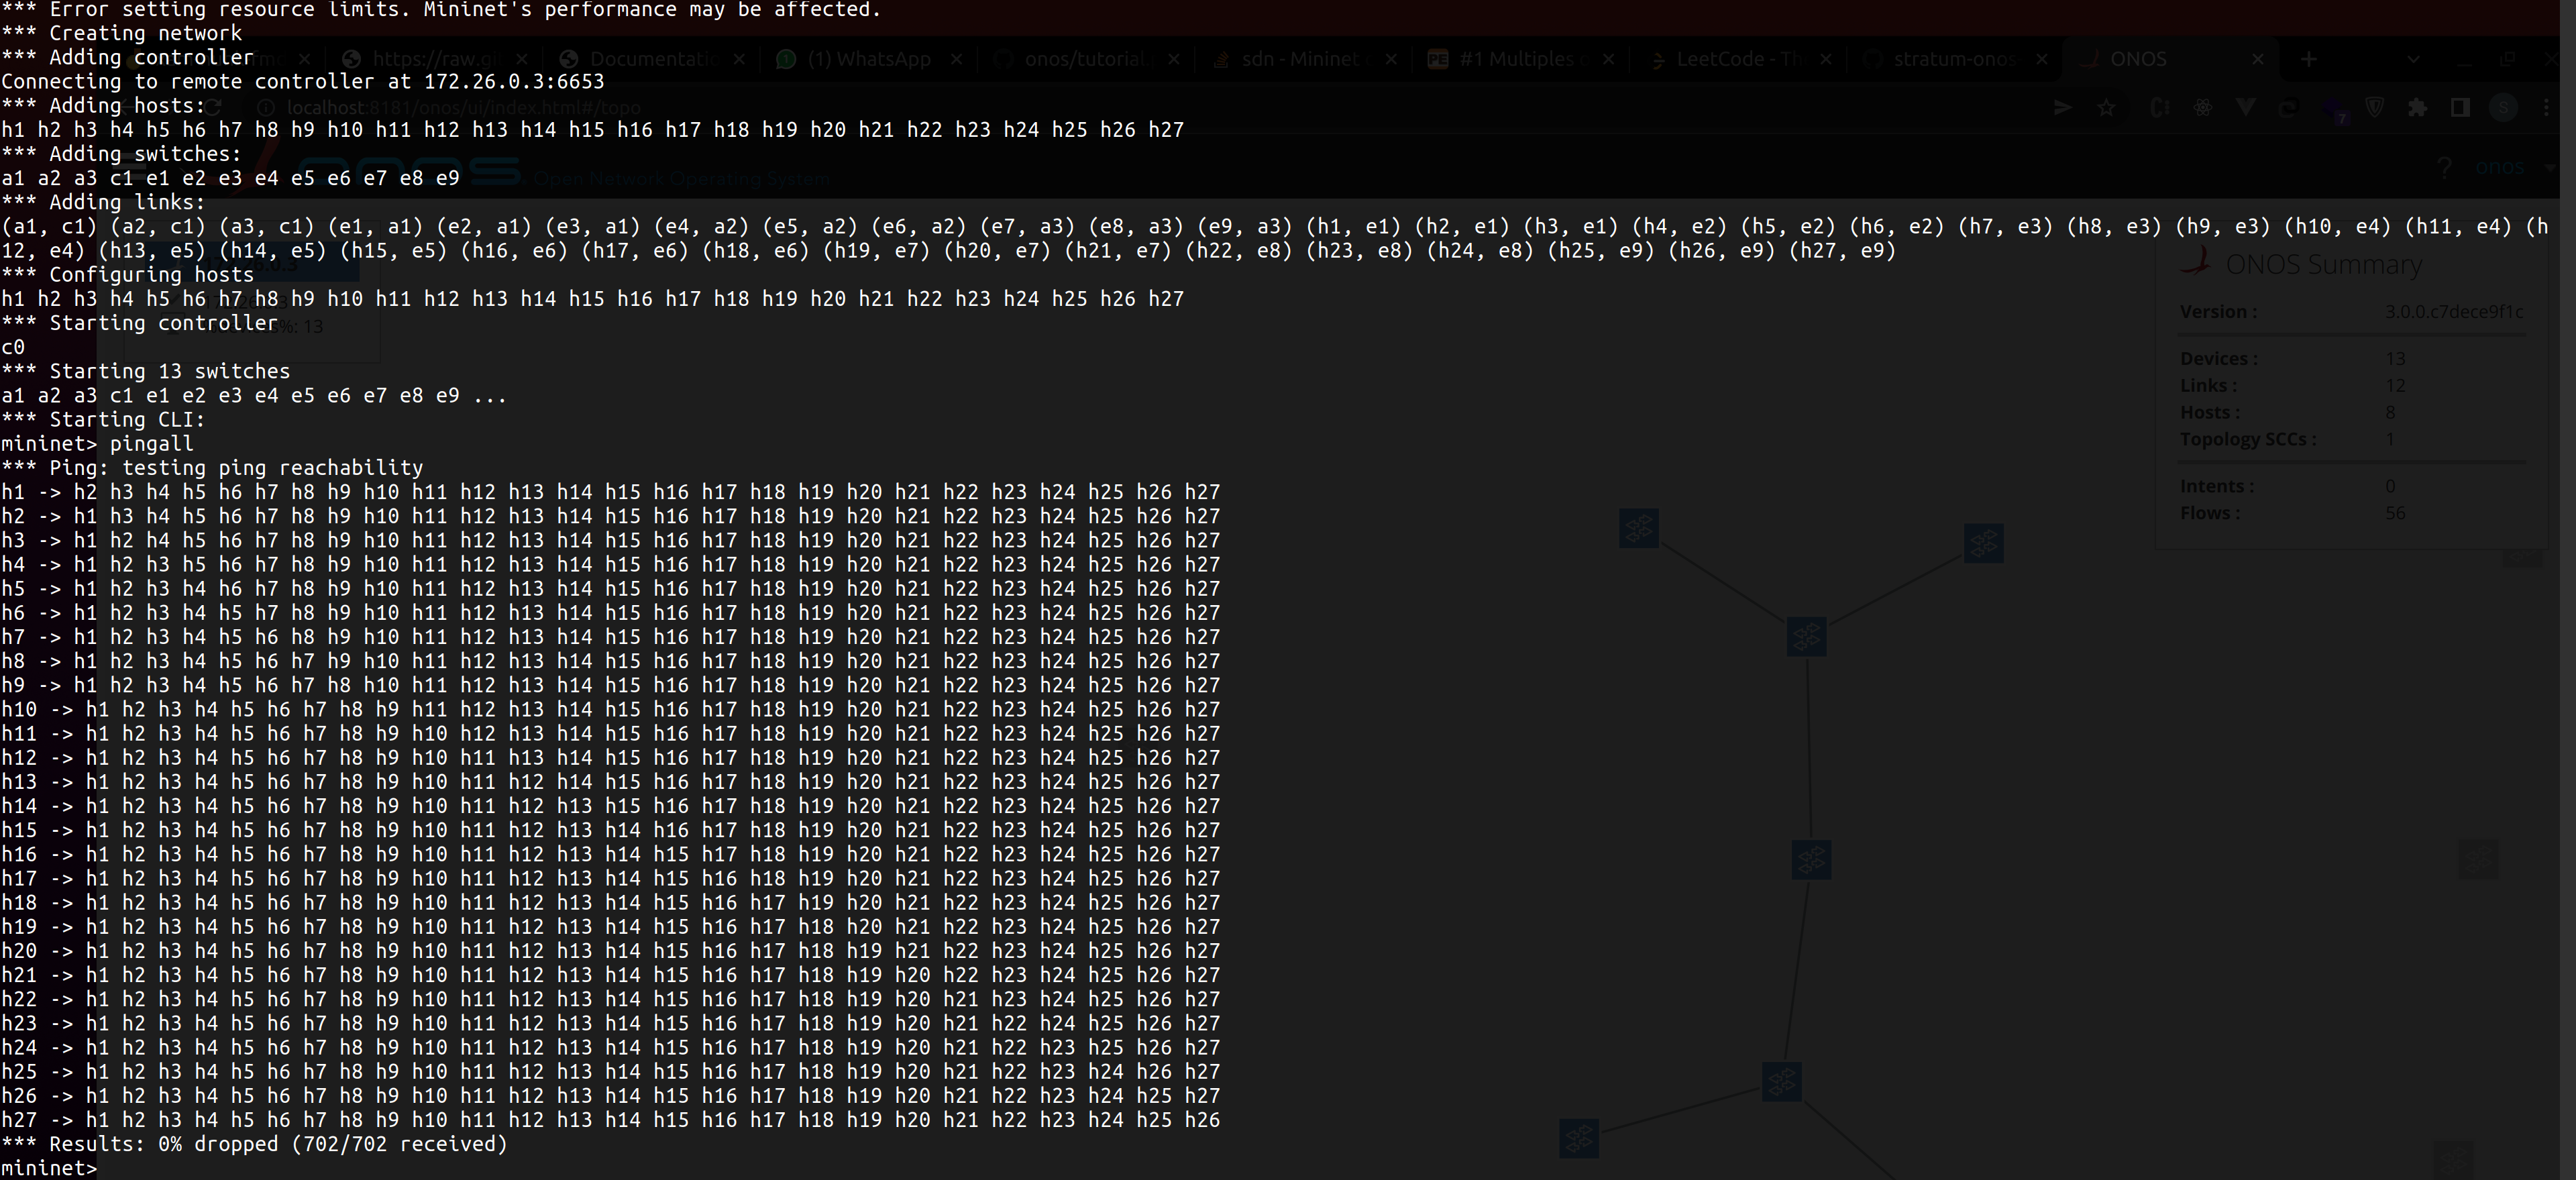 *** Error setting resource limits. Mininet's performance may be affected.
*** Creating network
*** Adding controller
Connecting to remote controller at 172.26.0.3:6653
*** Adding hosts:
h1 h2 h3 h4 h5 h6 h7 h8 h9 h10 h11 h12 h13 h14 h15 h16 h17 h18 h19 h20 h21 h22 h23 h24 h25 h26 h27
*** Adding switches:
a1 a2 a3 c1 e1 e2 e3 e4 e5 e6 e7 e8 e9
*** Adding links:
(a1, c1) (a2, c1) (a3, c1) (e1, a1) (e2, a1) (e3, a1) (e4, a2) (e5, a2) (e6, a2) (e7, a3) (e8, a3) (e9, a3) (h1, e1) (h2, e1) (h3, e1) (h4, e2) (h5, e2) (h6, e2) (h7, e3) (h8, e3) (h9, e3) (h10, e4) (h11, e4) (h
12, e4) (h13, e5) (h14, e5) (h15, e5) (h16, e6) (h17, e6) (h18, e6) (h19, e7) (h20, e7) (h21, e7) (h22, e8) (h23, e8) (h24, e8) (h25, e9) (h26, e9) (h27, e9)
*** Configuring hosts
h1 h2 h3 h4 h5 h6 h7 h8 h9 h10 h11 h12 h13 h14 h15 h16 h17 h18 h19 h20 h21 h22 h23 h24 h25 h26 h27
*** Starting controller
c0
*** Starting 13 switches
a1 a2 a3 c1 e1 e2 e3 e4 e5 e6 e7 e8 e9 ...
*** Starting CLI:
mininet> pingall
*** Ping: testing ping reachability
h1 -> h2 h3 h4 h5 h6 h7 h8 h9 h10 h11 h12 h13 h14 h15 h16 h17 h18 h19 h20 h21 h22 h23 h24 h25 h26 h27
h2 -> h1 h3 h4 h5 h6 h7 h8 h9 h10 h11 h12 h13 h14 h15 h16 h17 h18 h19 h20 h21 h22 h23 h24 h25 h26 h27
h3 -> h1 h2 h4 h5 h6 h7 h8 h9 h10 h11 h12 h13 h14 h15 h16 h17 h18 h19 h20 h21 h22 h23 h24 h25 h26 h27
h4 -> h1 h2 h3 h5 h6 h7 h8 h9 h10 h11 h12 h13 h14 h15 h16 h17 h18 h19 h20 h21 h22 h23 h24 h25 h26 h27
h5 -> h1 h2 h3 h4 h6 h7 h8 h9 h10 h11 h12 h13 h14 h15 h16 h17 h18 h19 h20 h21 h22 h23 h24 h25 h26 h27
h6 -> h1 h2 h3 h4 h5 h7 h8 h9 h10 h11 h12 h13 h14 h15 h16 h17 h18 h19 h20 h21 h22 h23 h24 h25 h26 h27
h7 -> h1 h2 h3 h4 h5 h6 h8 h9 h10 h11 h12 h13 h14 h15 h16 h17 h18 h19 h20 h21 h22 h23 h24 h25 h26 h27
h8 -> h1 h2 h3 h4 h5 h6 h7 h9 h10 h11 h12 h13 h14 h15 h16 h17 h18 h19 h20 h21 h22 h23 h24 h25 h26 h27
h9 -> h1 h2 h3 h4 h5 h6 h7 h8 h10 h11 h12 h13 h14 h15 h16 h17 h18 h19 h20 h21 h22 h23 h24 h25 h26 h27
h10 -> h1 h2 h3 h4 h5 h6 h7 h8 h9 h11 h12 h13 h14 h15 h16 h17 h18 h19 h20 h21 h22 h23 h24 h25 h26 h27
h11 -> h1 h2 h3 h4 h5 h6 h7 h8 h9 h10 h12 h13 h14 h15 h16 h17 h18 h19 h20 h21 h22 h23 h24 h25 h26 h27
h12 -> h1 h2 h3 h4 h5 h6 h7 h8 h9 h10 h11 h13 h14 h15 h16 h17 h18 h19 h20 h21 h22 h23 h24 h25 h26 h27
h13 -> h1 h2 h3 h4 h5 h6 h7 h8 h9 h10 h11 h12 h14 h15 h16 h17 h18 h19 h20 h21 h22 h23 h24 h25 h26 h27
h14 -> h1 h2 h3 h4 h5 h6 h7 h8 h9 h10 h11 h12 h13 h15 h16 h17 h18 h19 h20 h21 h22 h23 h24 h25 h26 h27
h15 -> h1 h2 h3 h4 h5 h6 h7 h8 h9 h10 h11 h12 h13 h14 h16 h17 h18 h19 h20 h21 h22 h23 h24 h25 h26 h27
h16 -> h1 h2 h3 h4 h5 h6 h7 h8 h9 h10 h11 h12 h13 h14 h15 h17 h18 h19 h20 h21 h22 h23 h24 h25 h26 h27
h17 -> h1 h2 h3 h4 h5 h6 h7 h8 h9 h10 h11 h12 h13 h14 h15 h16 h18 h19 h20 h21 h22 h23 h24 h25 h26 h27
h18 -> h1 h2 h3 h4 h5 h6 h7 h8 h9 h10 h11 h12 h13 h14 h15 h16 h17 h19 h20 h21 h22 h23 h24 h25 h26 h27
h19 -> h1 h2 h3 h4 h5 h6 h7 h8 h9 h10 h11 h12 h13 h14 h15 h16 h17 h18 h20 h21 h22 h23 h24 h25 h26 h27
h20 -> h1 h2 h3 h4 h5 h6 h7 h8 h9 h10 h11 h12 h13 h14 h15 h16 h17 h18 h19 h21 h22 h23 h24 h25 h26 h27
h21 -> h1 h2 h3 h4 h5 h6 h7 h8 h9 h10 h11 h12 h13 h14 h15 h16 h17 h18 h19 h20 h22 h23 h24 h25 h26 h27
h22 -> h1 h2 h3 h4 h5 h6 h7 h8 h9 h10 h11 h12 h13 h14 h15 h16 h17 h18 h19 h20 h21 h23 h24 h25 h26 h27
h23 -> h1 h2 h3 h4 h5 h6 h7 h8 h9 h10 h11 h12 h13 h14 h15 h16 h17 h18 h19 h20 h21 h22 h24 h25 h26 h27
h24 -> h1 h2 h3 h4 h5 h6 h7 h8 h9 h10 h11 h12 h13 h14 h15 h16 h17 h18 h19 h20 h21 h22 h23 h25 h26 h27
h25 -> h1 h2 h3 h4 h5 h6 h7 h8 h9 h10 h11 h12 h13 h14 h15 h16 h17 h18 h19 h20 h21 h22 h23 h24 h26 h27
h26 -> h1 h2 h3 h4 h5 h6 h7 h8 h9 h10 h11 h12 h13 h14 h15 h16 h17 h18 h19 h20 h21 h22 h23 h24 h25 h27
h27 -> h1 h2 h3 h4 h5 h6 h7 h8 h9 h10 h11 h12 h13 h14 h15 h16 h17 h18 h19 h20 h21 h22 h23 h24 h25 h26
*** Results: 0% dropped (702/702 received)
mininet>
https://raw.gi
Documentati
(1) WhatsApp
onos/tutorial
sdn - Mininet
#1 Multiples
LeetCode - Th
stratum-onos-
ONOS
localhost:8181/onos/ui/index.html#/topo
onos
Open Network Operating System
? onos
13
ONOS Summary
Version : 3.0.0.c7dece9f1c
Devices : 13
Links : 12
Hosts : 8
Topology SCCs : 1
Intents : 0
Flows : 56